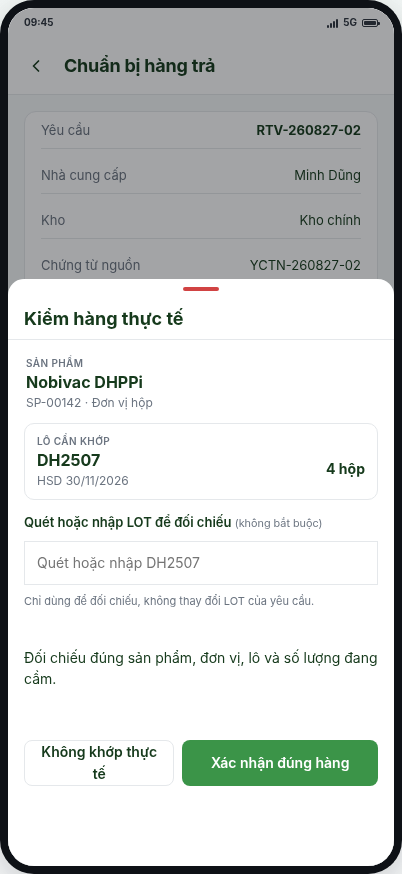 09:45
5G
Chuẩn bị hàng trả
Yêu cầu RTV-260827-02
Nhà cung cấp Minh Dũng
Kho Kho chính
Chứng từ nguồn YCTN-260827-02
Kiểm hàng thực tế
SẢN PHẨM
Nobivac DHPPi
SP-00142 · Đơn vị hộp
LÔ CẦN KHỚP
DH2507
4 hộp
HSD 30/11/2026
Quét hoặc nhập LOT để đối chiếu (không bắt buộc)
Quét hoặc nhập DH2507
Chỉ dùng để đối chiếu, không thay đổi LOT của yêu cầu.
Đối chiếu đúng sản phẩm, đơn vị, lô và số lượng đang
cầm.
Không khớp thực
tế
Xác nhận đúng hàng